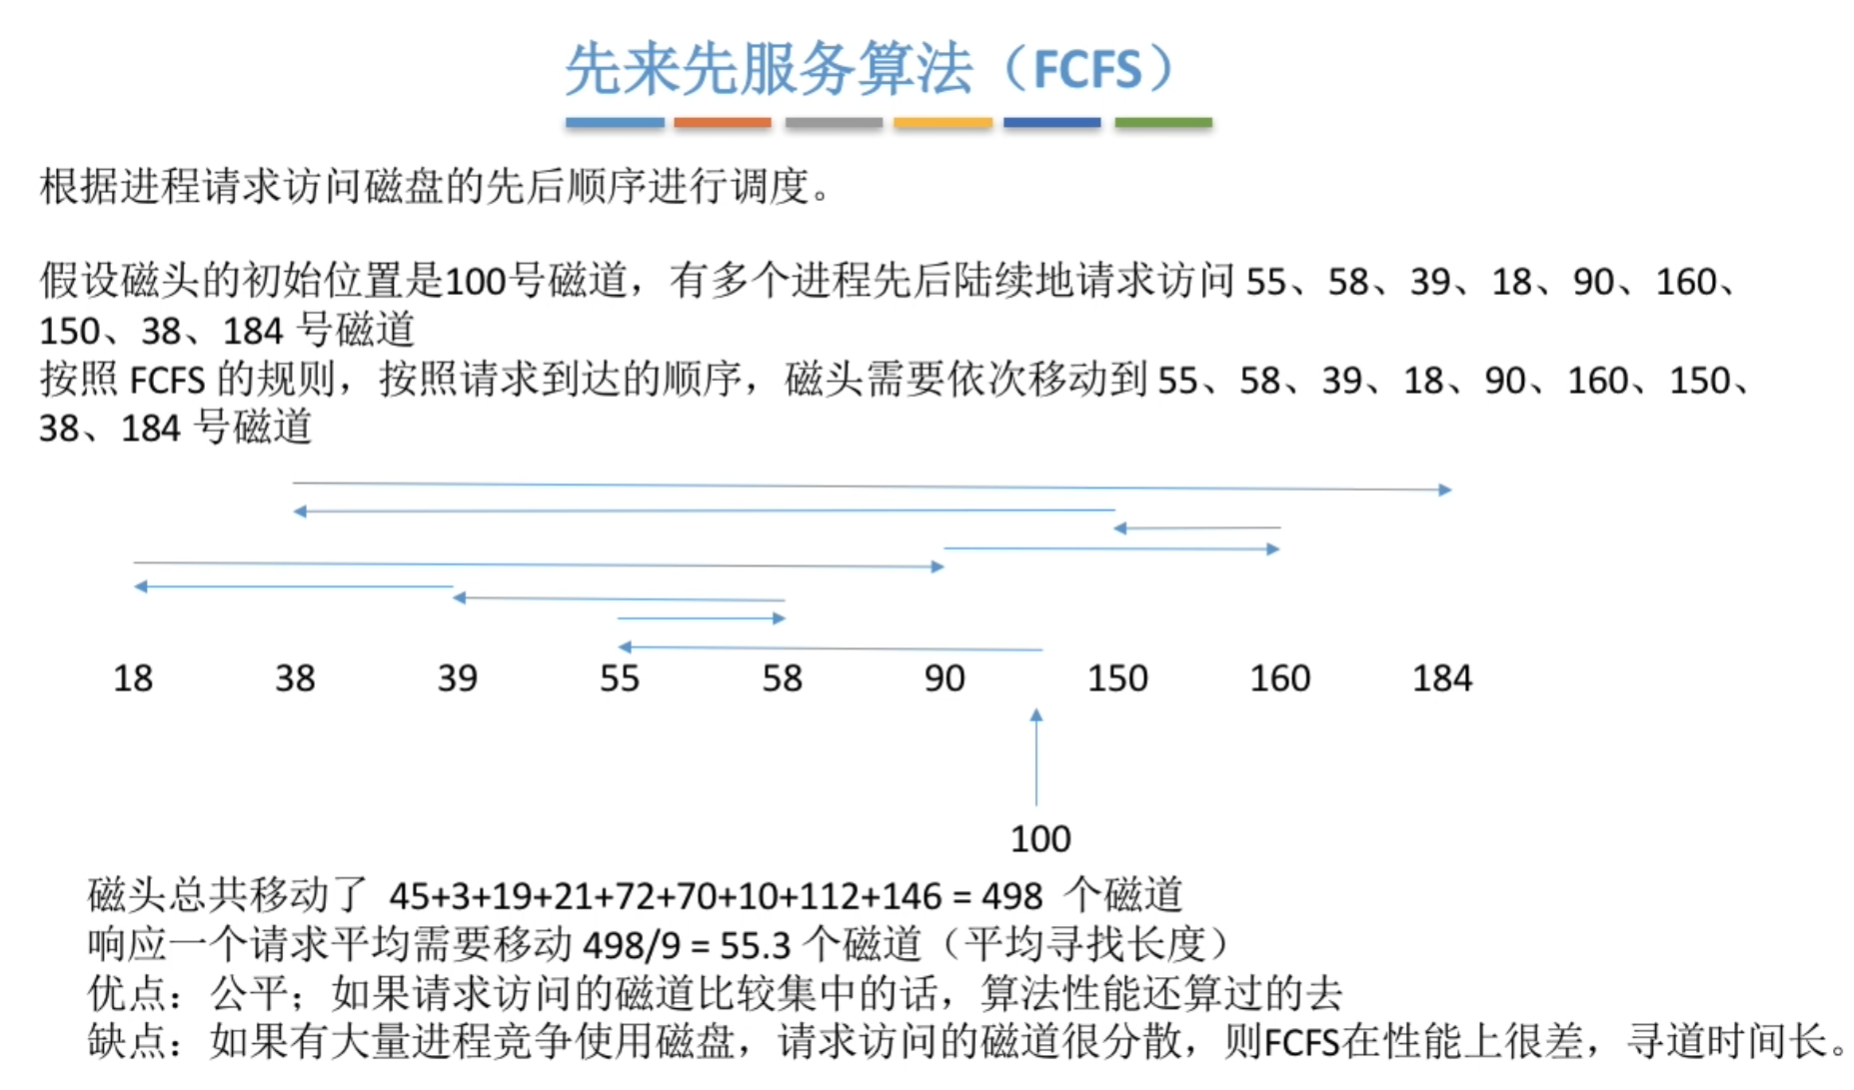 先来先服务算法（FCFS）
根据进程请求访问磁盘的先后顺序进行调度。
假设磁头的初始位置是100号磁道，有多个进程先后陆续地请求访问 55、58、39、18、90、160、
150、38、184 号磁道
按照 FCFS 的规则，按照请求到达的顺序，磁头需要依次移动到 55、58、39、18、90、160、150、
38、184 号磁道
18 38 39 55 58 90 150 160 184
100
磁头总共移动了 45+3+19+21+72+70+10+112+146 = 498 个磁道
响应一个请求平均需要移动 498/9 = 55.3 个磁道（平均寻找长度）
优点：公平；如果请求访问的磁道比较集中的话，算法性能还算过的去
缺点：如果有大量进程竞争使用磁盘，请求访问的磁道很分散，则FCFS在性能上很差，寻道时间长。